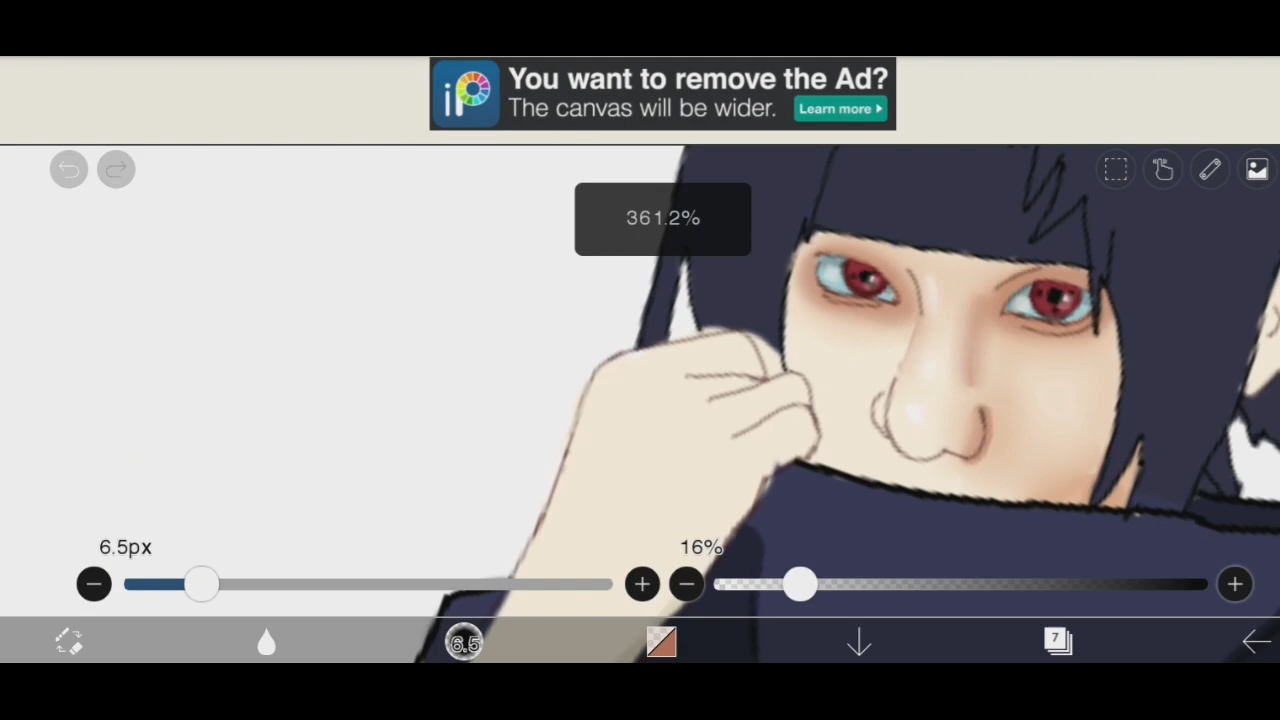 iP
You want to remove the Ad?
The canvas will be wider.
Learn more
361.2%
6.5px
16%
6.5
7